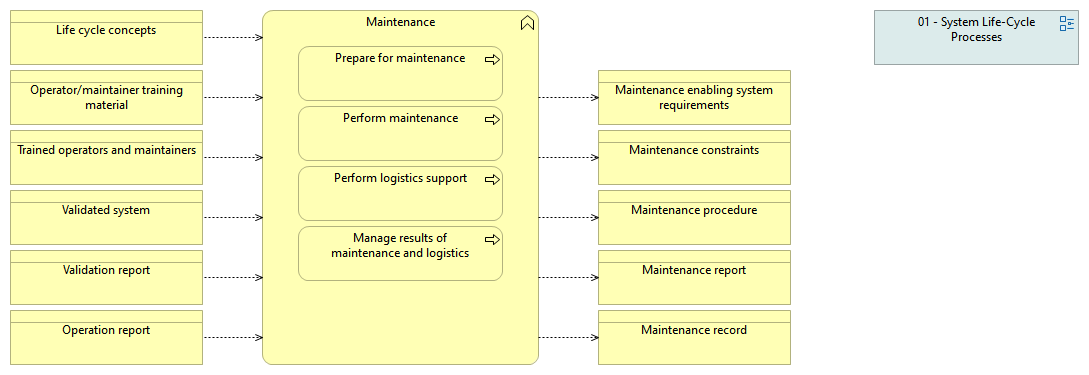 Life cycle concepts
Operator/maintainer training
material
Trained operators and maintainers
Validated system
Validation report
Operation report
Maintenance
Prepare for maintenance
Perform maintenance
Perform logistics support
Manage results of
maintenance and logistics
Maintenance enabling system
requirements
Maintenance constraints
Maintenance procedure
Maintenance report
Maintenance record
01 - System Life-Cycle
Processes